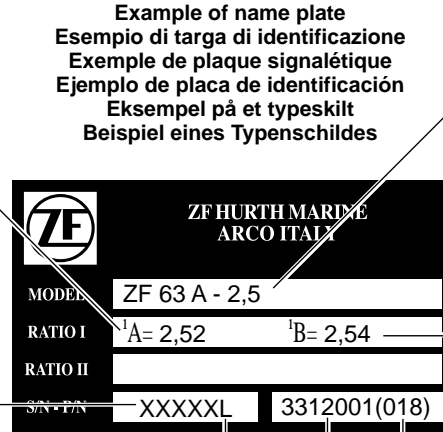 Example of name plate
Esempio di targa di identificazione
Exemple de plaque signalétique
Ejemplo de placa de identificación
Eksempel på et typeskilt
Beispiel eines Typenschildes
ZF
ZF HURTH MARINE
ARCO ITALY
MODEL ZF 63 A - 2,5
RATIO I ¹A= 2,52 ¹B= 2,54
RATIO II
S/N - P/N XXXXXL 3312001(018)